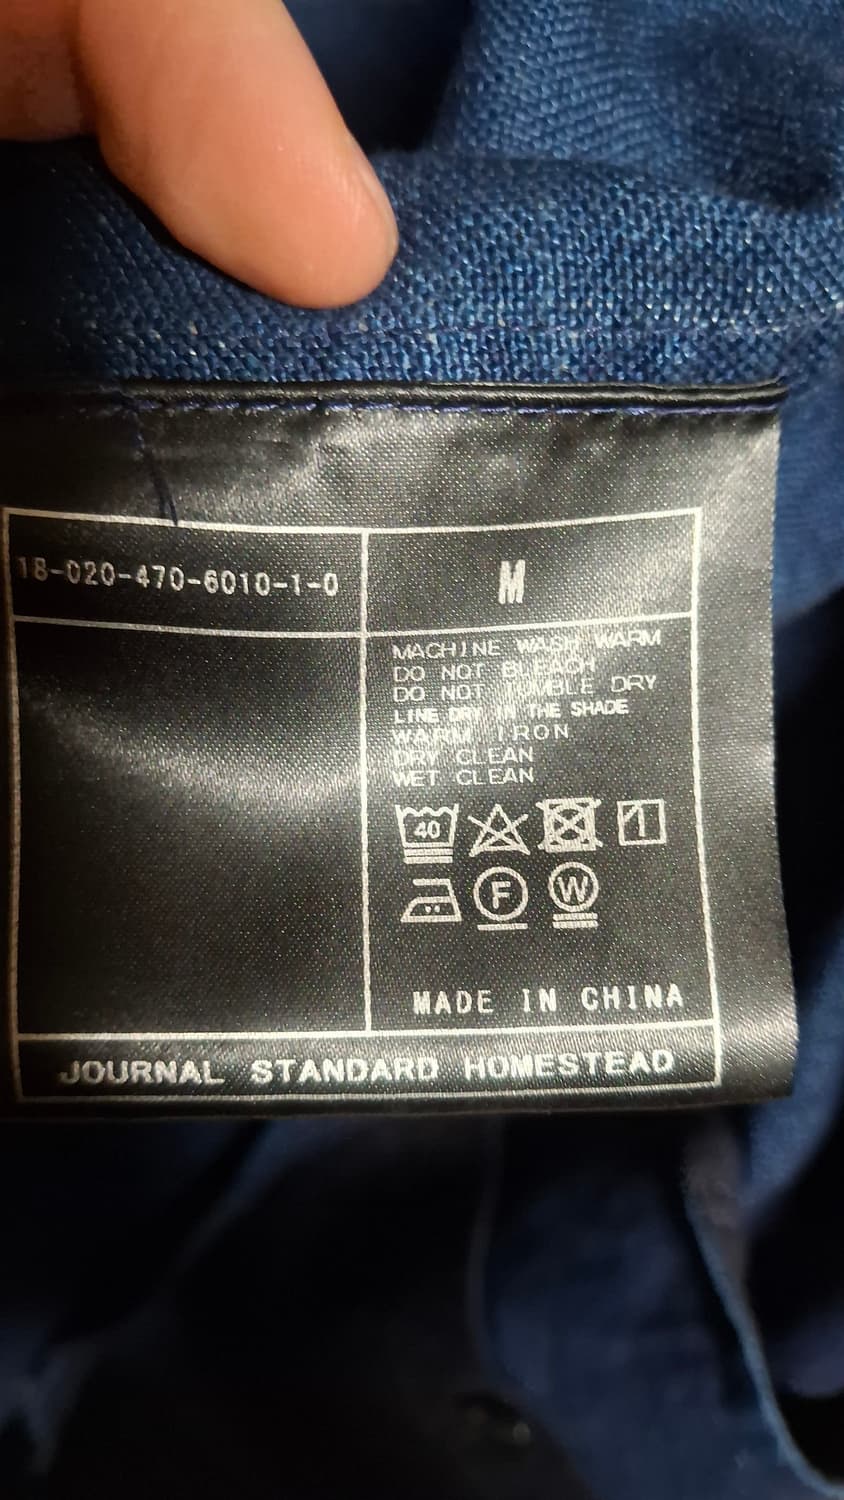 18-020-470-6010-1-0
M
MACHINE WASH WARM
DO NOT BLEACH
DO NOT TUMBLE DRY
LINE DRY IN THE SHADE
WARM IRON
DRY CLEAN
WET CLEAN
40
F W
MADE IN CHINA
JOURNAL STANDARD HOMESTEAD